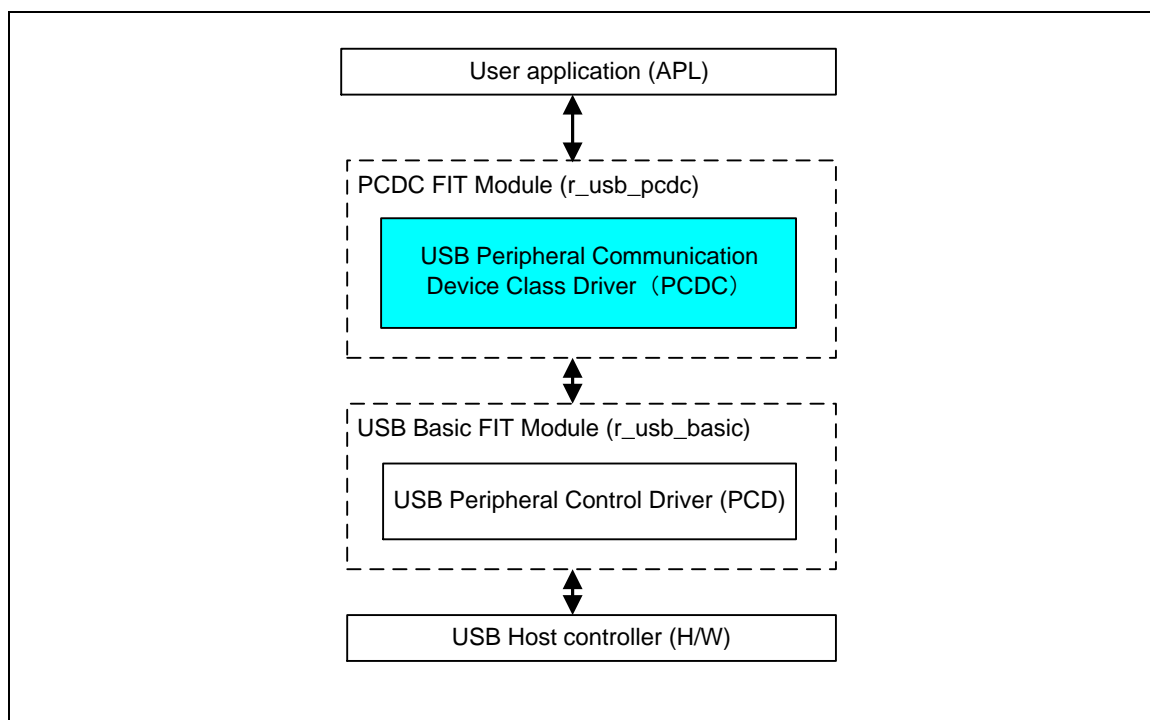 User application (APL)
PCDC FIT Module (r_usb_pcdc)
USB Peripheral Communication
Device Class Driver（PCDC）
USB Basic FIT Module (r_usb_basic)
USB Peripheral Control Driver (PCD)
USB Host controller (H/W)